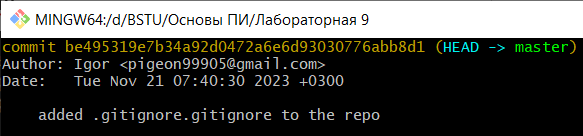 MINGW64:/d/BSTU/Основы ПИ/Лабораторная 9
commit be495319e7b34a92d0472a6e6d93030776abb8d1 (HEAD -> master)
Author: Igor <pigeon99905@gmail.com>
Date:   Tue Nov 21 07:40:30 2023 +0300
    added .gitignore.gitignore to the repo